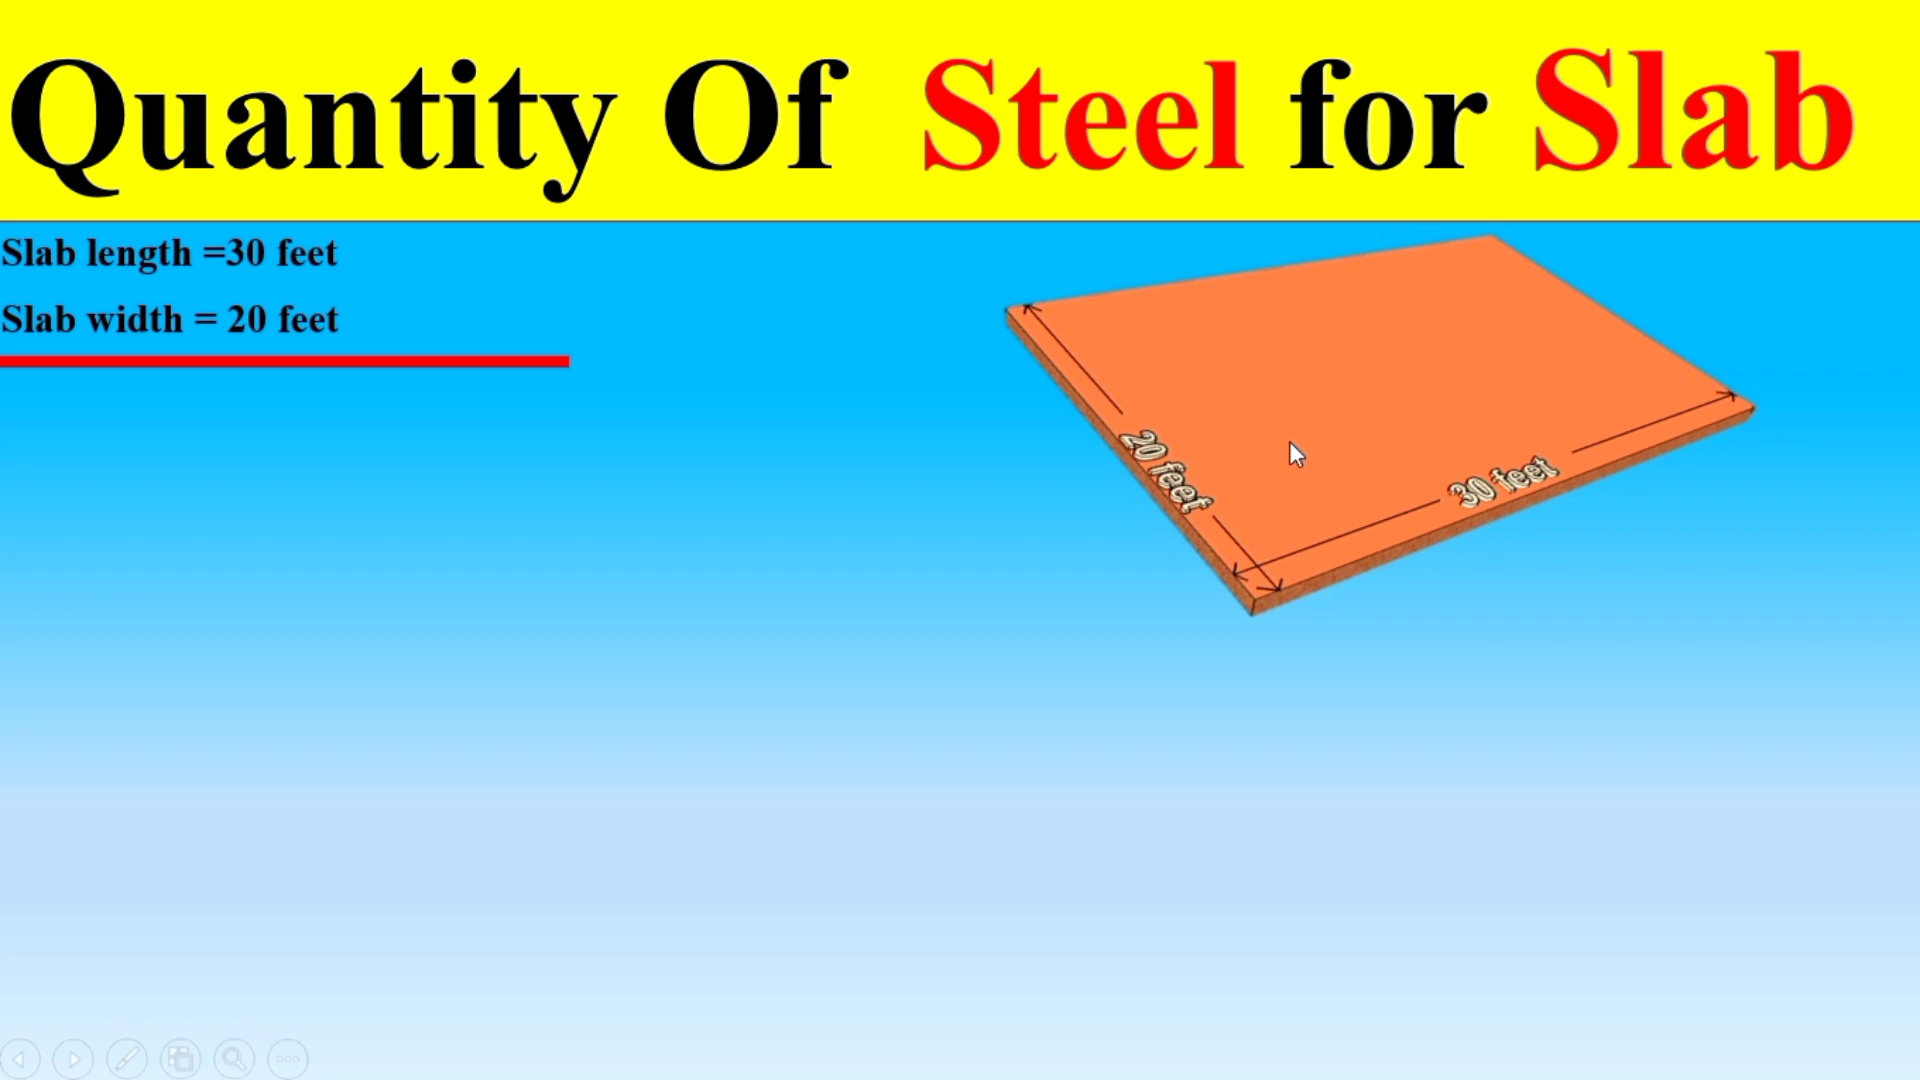 Quantity Of Steel for Slab
Slab length =30 feet
Slab width = 20 feet
20 feet
30 feet